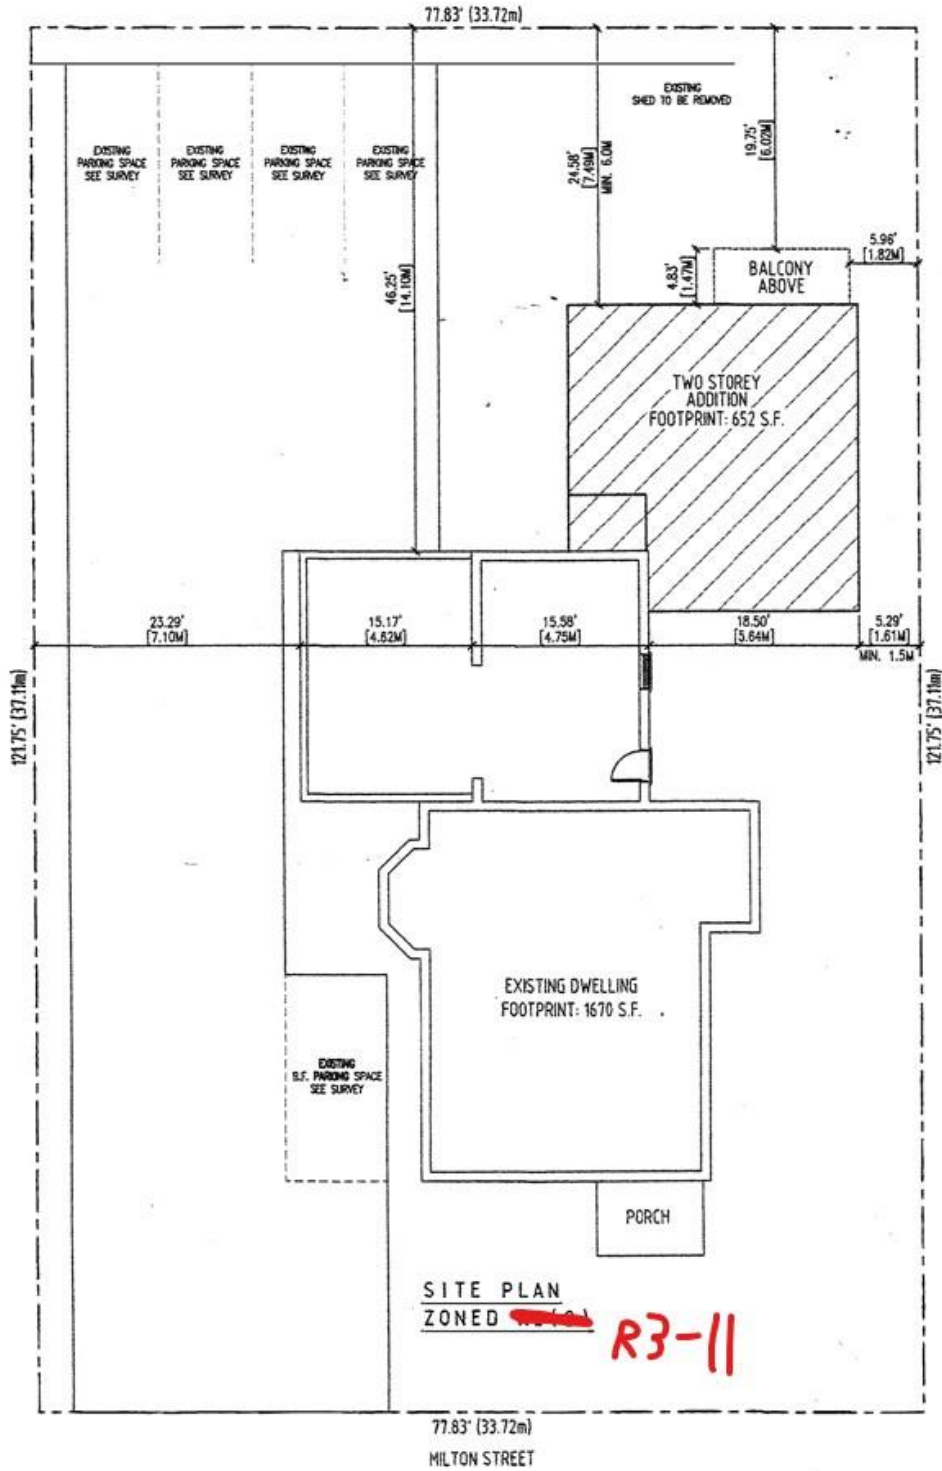 77.83' (33.72m)
EXISTING
SHED TO BE REMOVED
EXISTING
PARKING SPACE
SEE SURVEY
EXISTING
PARKING SPACE
SEE SURVEY
EXISTING
PARKING SPACE
SEE SURVEY
EXISTING
PARKING SPACE
SEE SURVEY
46.25'
[14.10M]
24.58'
[7.49M]
MIN. 6.0M
19.75'
[6.02M]
4.83'
[1.47M]
BALCONY
ABOVE
5.96'
[1.82M]
TWO STOREY
ADDITION
FOOTPRINT: 652 S.F.
23.29'
[7.10M]
15.17'
[4.62M]
15.58'
[4.75M]
18.50'
[5.64M]
5.29'
[1.61M]
MIN. 1.5M
121.75' (37.11m)
121.75' (37.11m)
EXISTING DWELLING
FOOTPRINT: 1670 S.F.
EXISTING
B.F. PARKING SPACE
SEE SURVEY
PORCH
SITE PLAN
ZONED
R3-11
77.83' (33.72m)
MILTON STREET